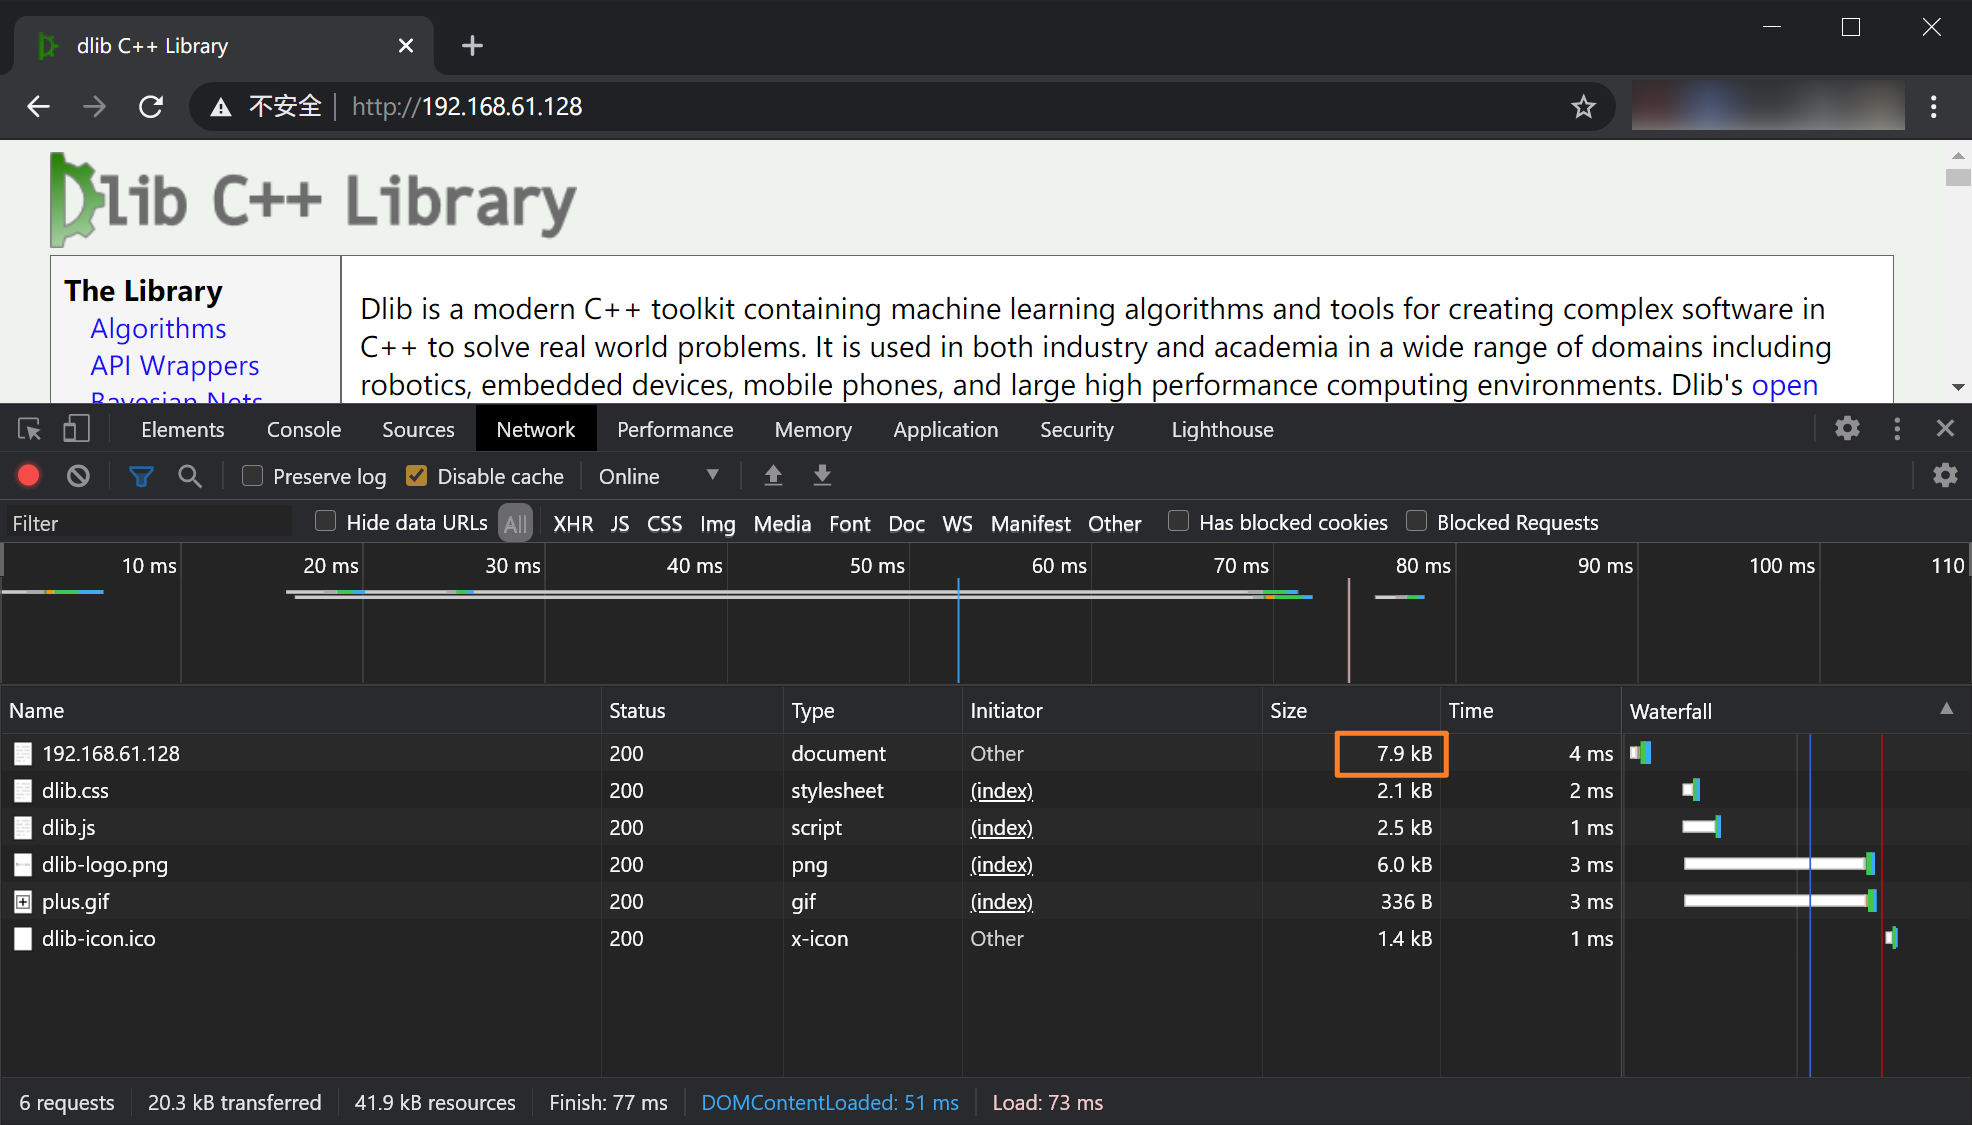 dlib C++ Library
不安全 http://192.168.61.128
Dlib C++ Library
The Library
Algorithms
API Wrappers
Bayesian Nets
Dlib is a modern C++ toolkit containing machine learning algorithms and tools for creating complex software in
C++ to solve real world problems. It is used in both industry and academia in a wide range of domains including
robotics, embedded devices, mobile phones, and large high performance computing environments. Dlib's open
Elements Console Sources Network Performance Memory Application Security Lighthouse
Preserve log Disable cache Online
Filter Hide data URLs All XHR JS CSS Img Media Font Doc WS Manifest Other Has blocked cookies Blocked Requests
10 ms 20 ms 30 ms 40 ms 50 ms 60 ms 70 ms 80 ms 90 ms 100 ms 110
Name Status Type Initiator Size Time Waterfall
192.168.61.128 200 document Other 7.9 kB 4 ms
dlib.css 200 stylesheet (index) 2.1 kB 2 ms
dlib.js 200 script (index) 2.5 kB 1 ms
dlib-logo.png 200 png (index) 6.0 kB 3 ms
plus.gif 200 gif (index) 336 B 3 ms
dlib-icon.ico 200 x-icon Other 1.4 kB 1 ms
6 requests 20.3 kB transferred 41.9 kB resources Finish: 77 ms DOMContentLoaded: 51 ms Load: 73 ms